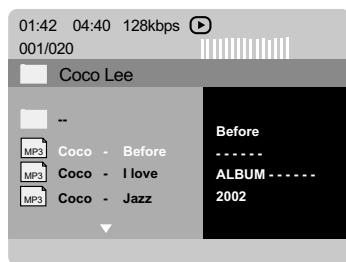 01:42 04:40 128kbps
001/020
Coco Lee
--
MP3 Coco - Before
MP3 Coco - I love
MP3 Coco - Jazz
Before
- - - - - -
ALBUM - - - - - -
2002